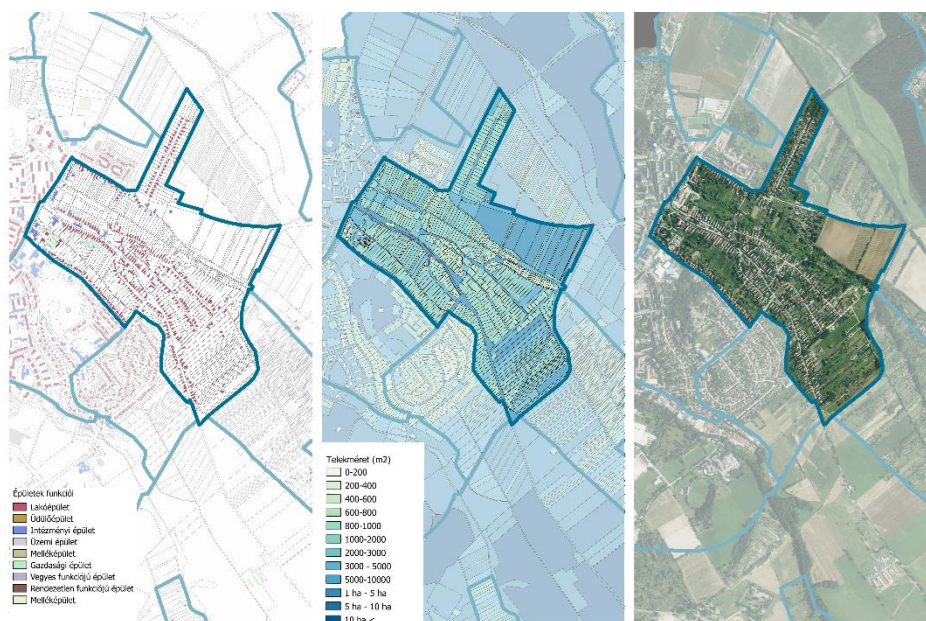 Épületek funkciói
Lakóépület
Üdülőépület
Intézményi épület
Üzemi épület
Melléképület
Gazdasági épület
Vegyes funkciójú épület
Rendezetlen funkciójú épület
Melléképület
Telekméret (m2)
0-200
200-400
400-600
600-800
800-1000
1000-2000
2000-3000
3000 - 5000
5000-10000
1 ha - 5 ha
5 ha - 10 ha
10 ha <